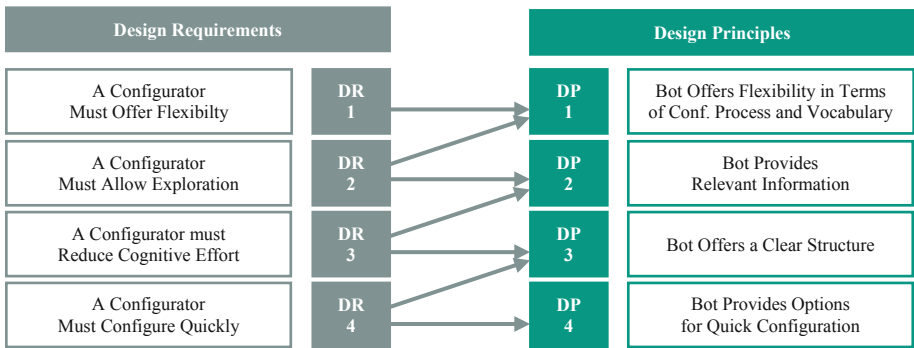 Design Requirements
Design Principles
A Configurator
Must Offer Flexibilty
DR
1
DP
1
Bot Offers Flexibility in Terms
of Conf. Process and Vocabulary
A Configurator
Must Allow Exploration
DR
2
DP
2
Bot Provides
Relevant Information
A Configurator must
Reduce Cognitive Effort
DR
3
DP
3
Bot Offers a Clear Structure
A Configurator
Must Configure Quickly
DR
4
DP
4
Bot Provides Options
for Quick Configuration